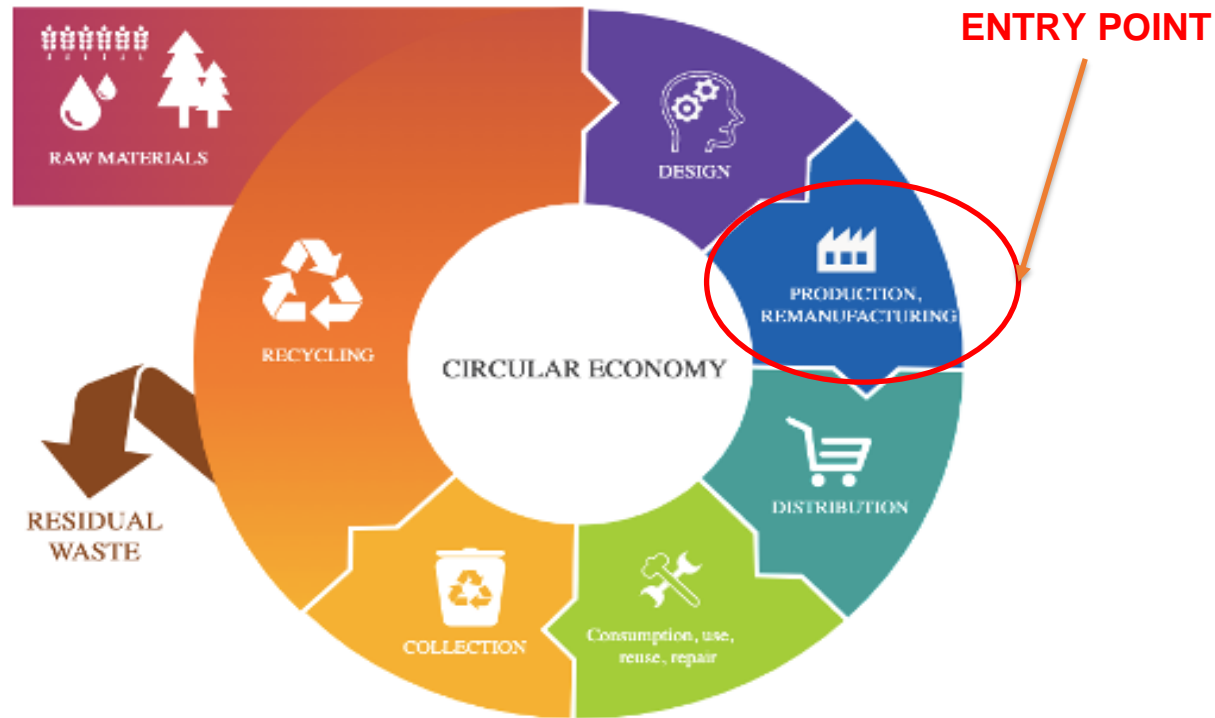 ENTRY POINT
RAW MATERIALS
DESIGN
PRODUCTION,
REMANUFACTURING
RECYCLING
CIRCULAR ECONOMY
DISTRIBUTION
RESIDUAL
WASTE
COLLECTION
Consumption, use,
reuse, repair